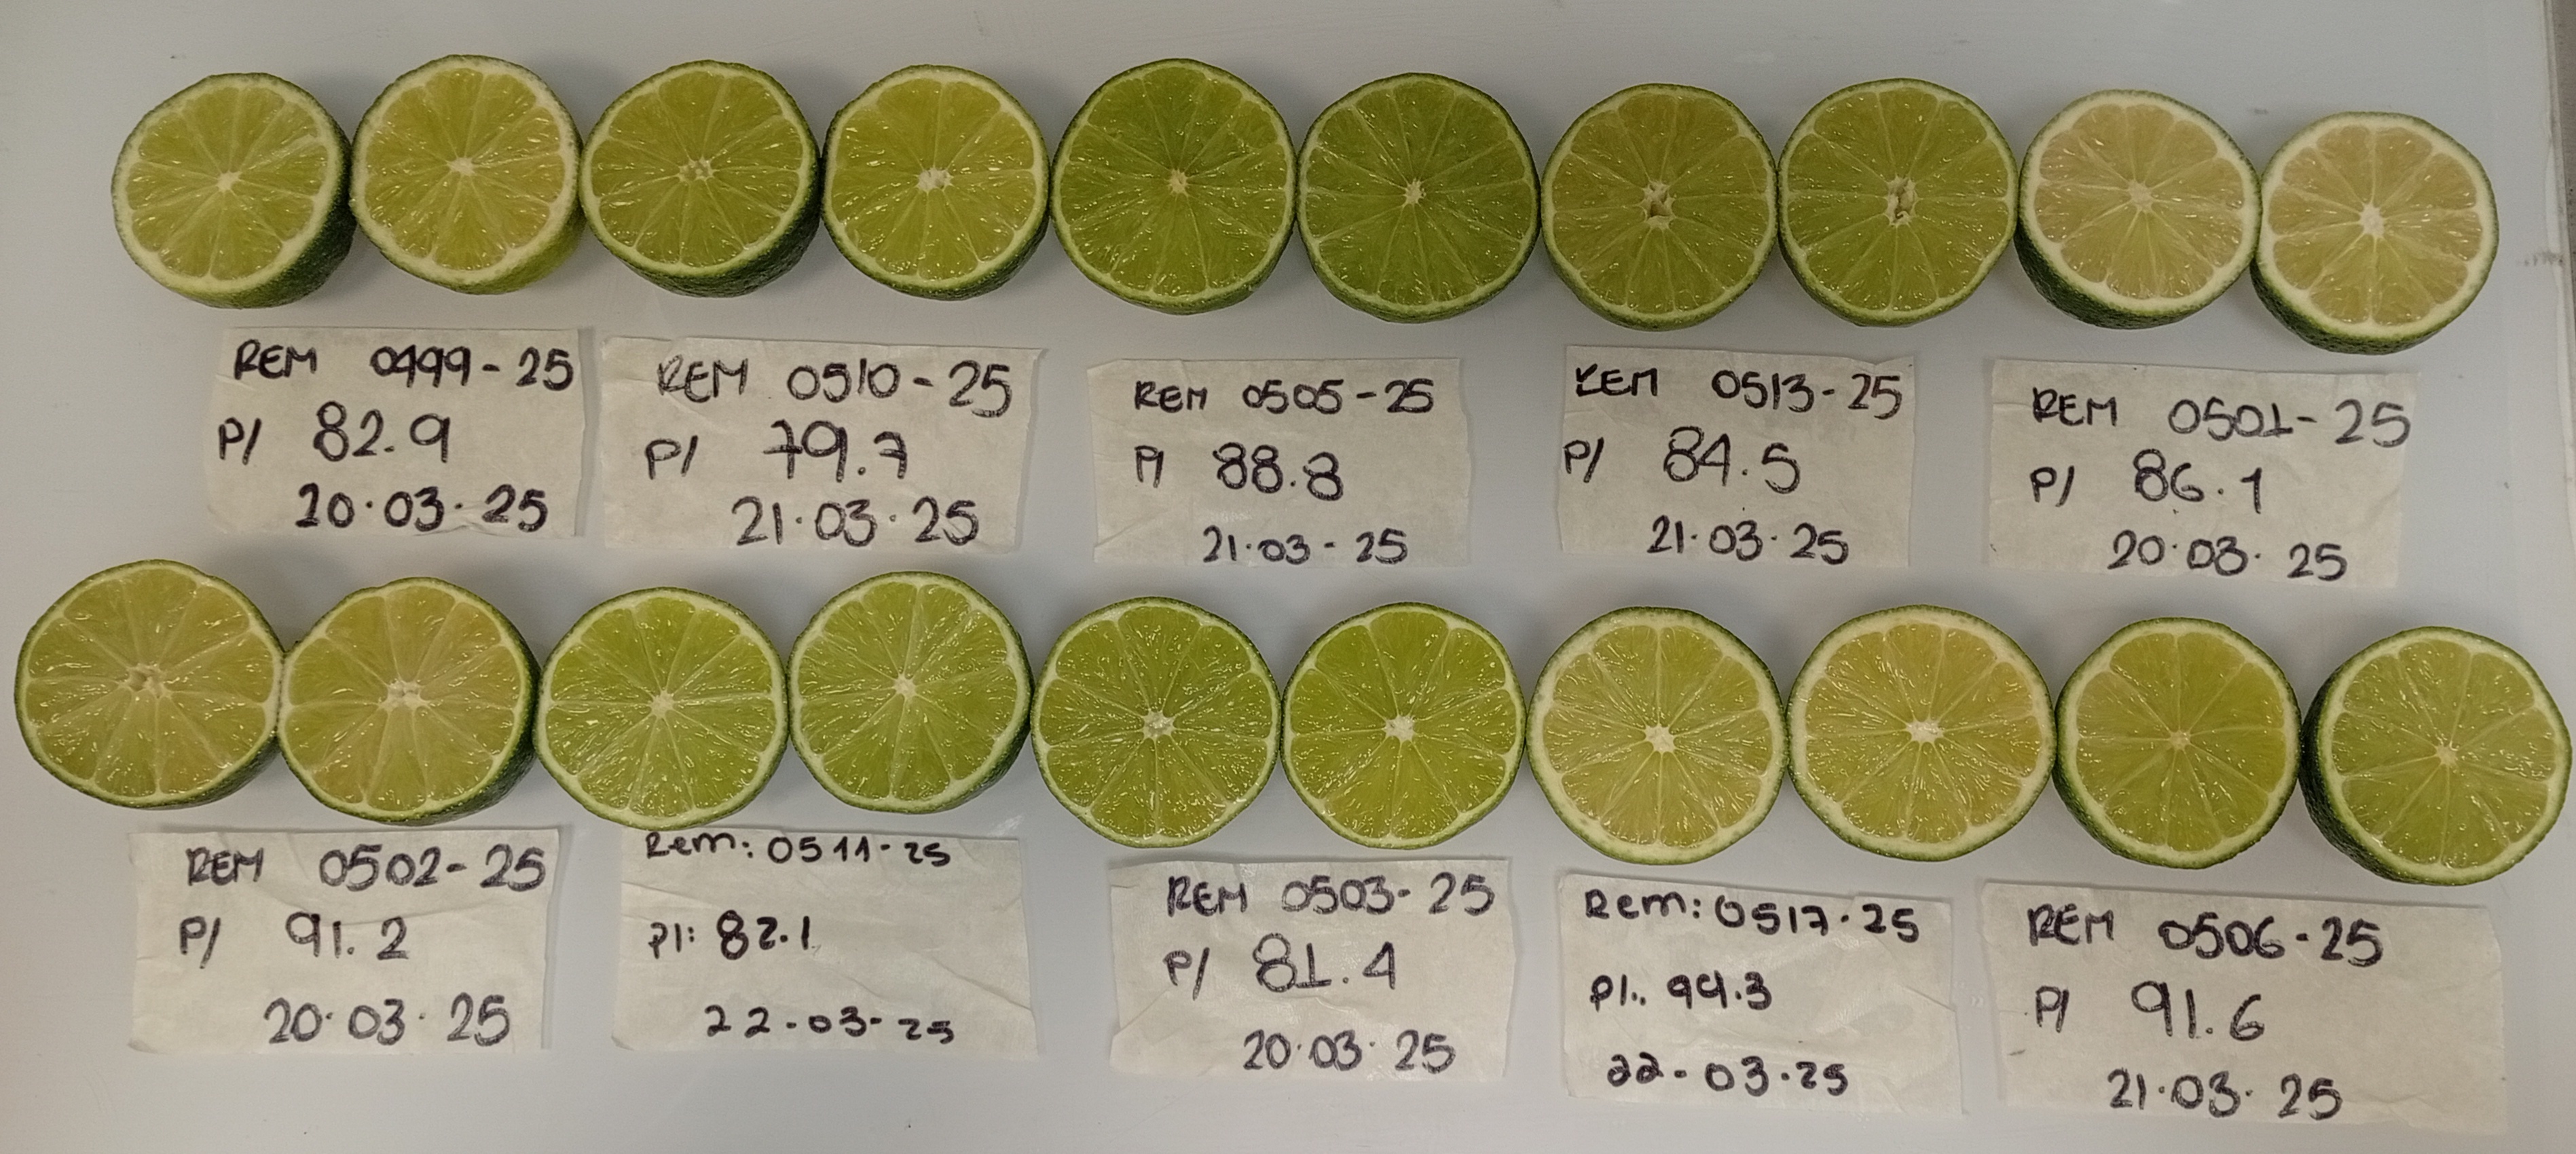 REM 0499-25
P/ 82.9
20.03.25
REM 0510-25
P/ 79.7
21.03.25
REM 0505-25
P/ 88.8
21.03-25
REM 0513-25
P/ 84.5
21.03.25
REM 0501-25
P/ 86.1
20.03.25
REM 0502-25
P/ 91.2
20.03.25
Rem: 0511-25
P/: 82.1
22-03-25
REM 0503-25
P/ 81.4
20.03.25
Rem: 0517.25
22-03.25
REM 0506-25
P/ 91.6
21.03.25